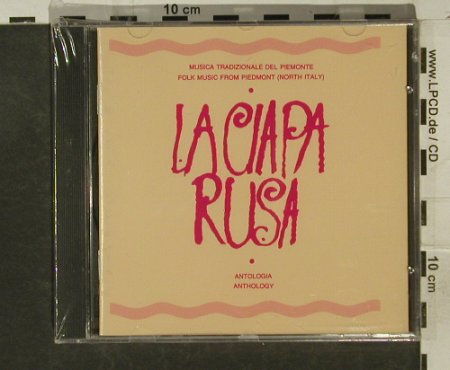 10 cm
MUSICA TRADIZIONALE DEL PIEMONTE
FOLK MUSIC FROM PIEDMONT (NORTH ITALY)
LA CIAPA
RUSA
ANTOLOGIA
ANTHOLOGY
www.LPCD.de / CD
10 cm